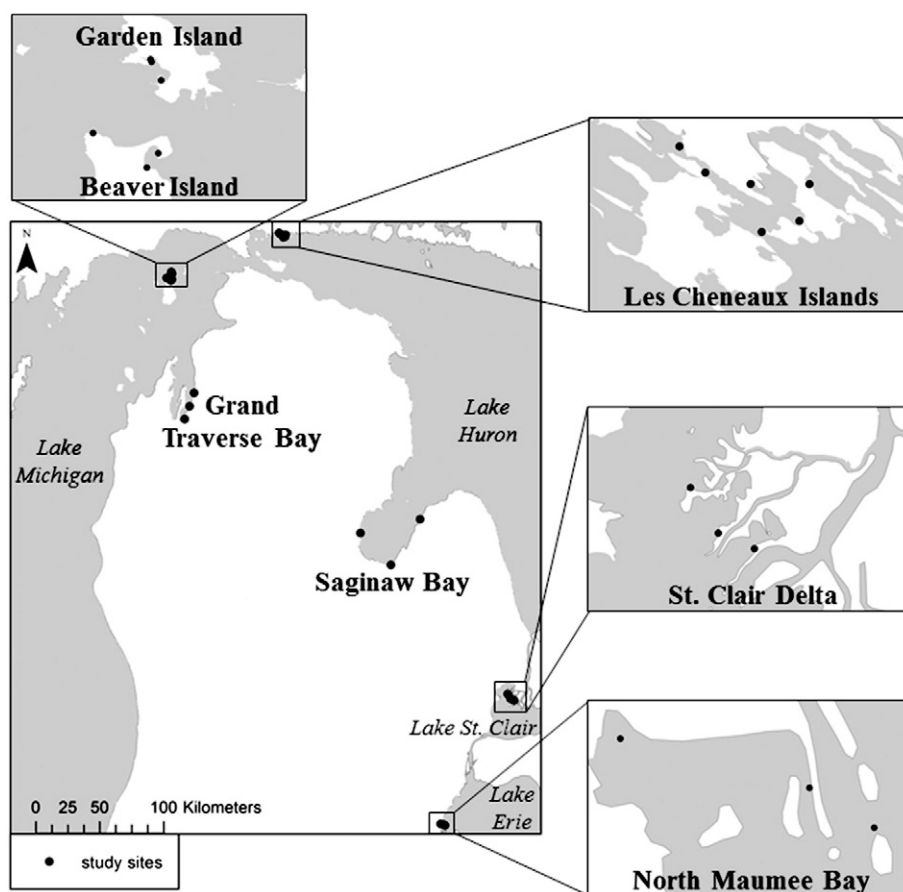 Garden Island
Beaver Island
Les Cheneaux Islands
N
Grand
Traverse Bay
Lake
Michigan
Lake
Huron
Saginaw Bay
St. Clair Delta
Lake St. Clair
Lake
Erie
0 25 50 100 Kilometers
study sites
North Maumee Bay